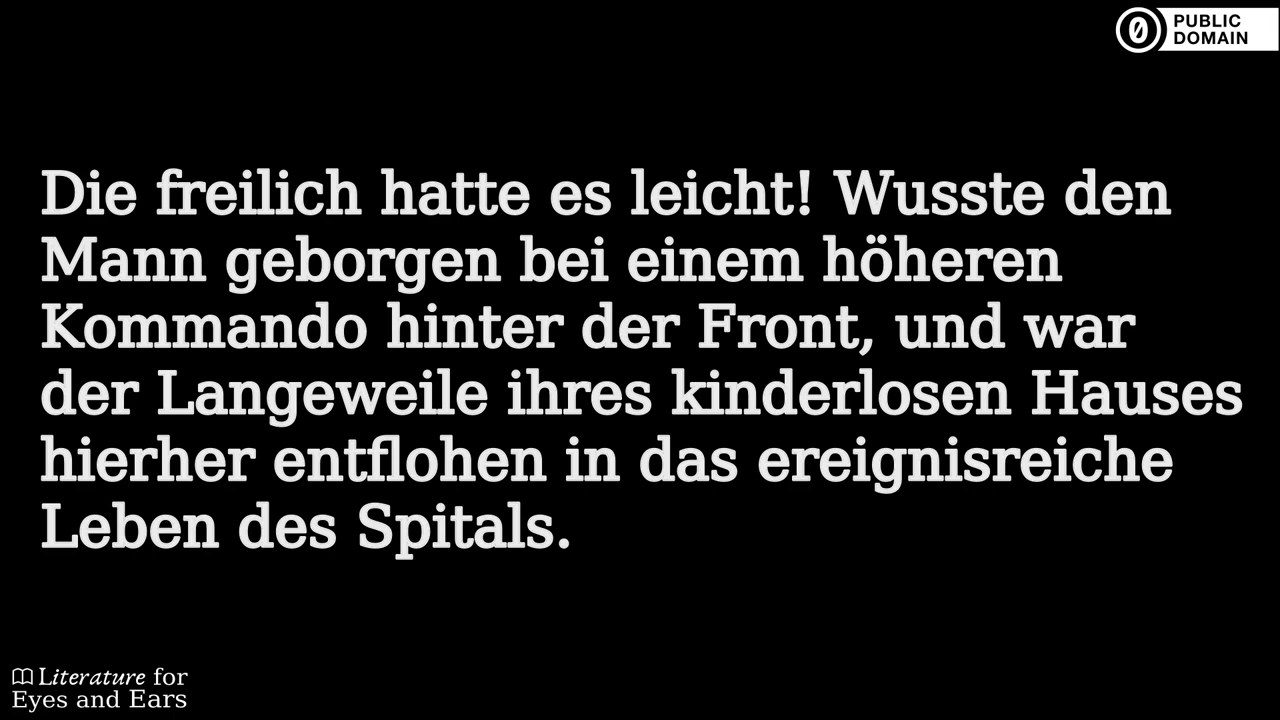 PUBLIC
DOMAIN
Die freilich hatte es leicht! Wusste den
Mann geborgen bei einem höheren
Kommando hinter der Front, und war
der Langeweile ihres kinderlosen Hauses
hierher entflohen in das ereignisreiche
Leben des Spitals.
Literature for
Eyes and Ears